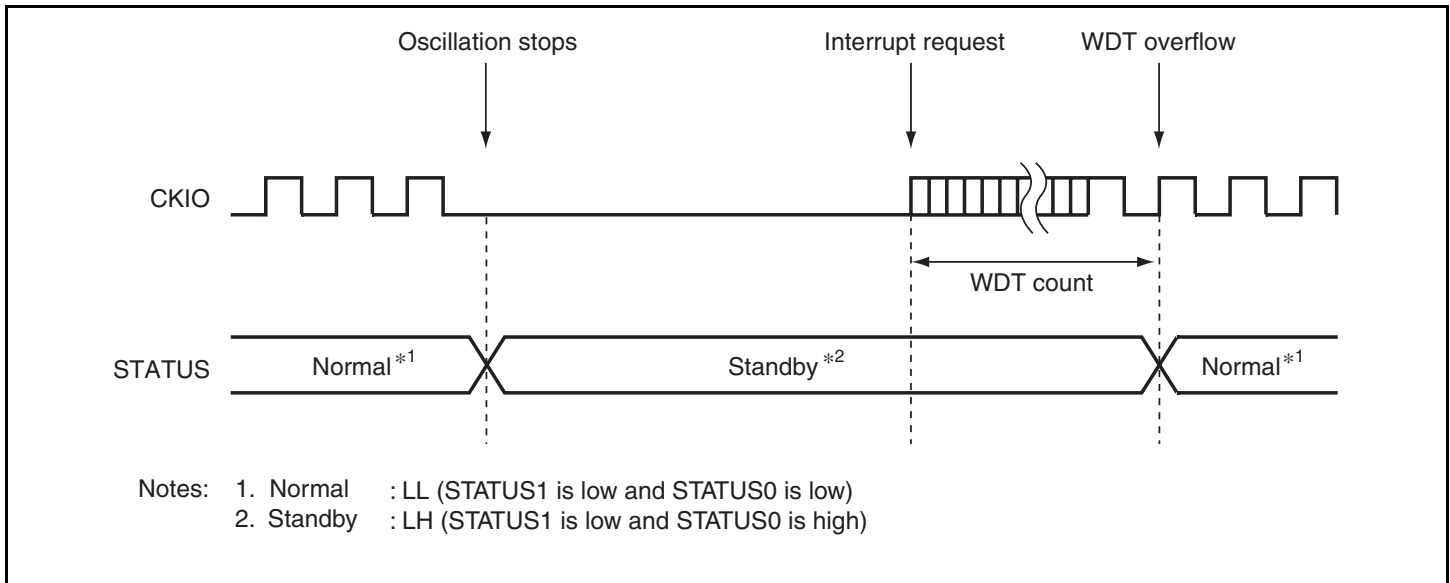 Oscillation stops Interrupt request WDT overflow
CKIO
WDT count
STATUS Normal*1 Standby*2 Normal*1
Notes: 1. Normal : LL (STATUS1 is low and STATUS0 is low)
2. Standby : LH (STATUS1 is low and STATUS0 is high)